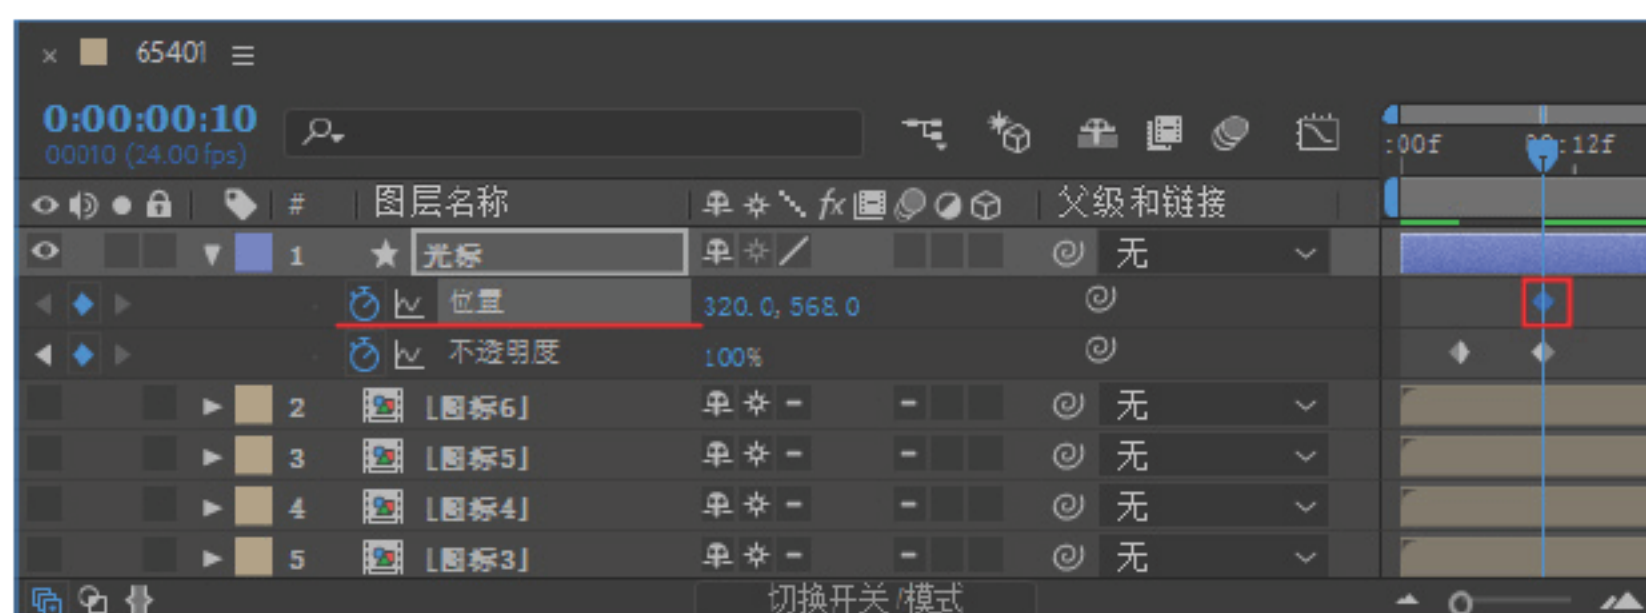 65401
0:00:00:10
00010 (24.00 fps)
:00f 00:12f
# 图层名称 fx 父级和链接
1 光标 无
位置 320.0, 568.0
不透明度 100%
2 [图标6] 无
3 [图标5] 无
4 [图标4] 无
5 [图标3] 无
切换开关/模式